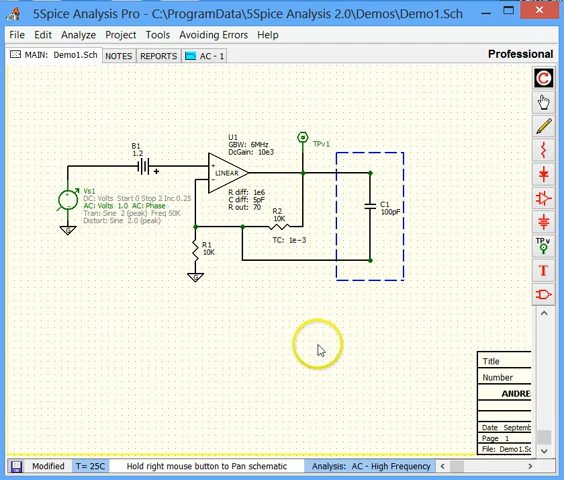 5Spice Analysis Pro - C:\ProgramData\5Spice Analysis 2.0\Demos\Demo1.Sch
File Edit Analyze Project Tools Avoiding Errors Help
MAIN: Demo1.Sch NOTES REPORTS AC - 1 Professional
B1
1.2
+
U1
GBW: 6MHz
DcGain: 10e3
LINEAR
+
−
R diff: 1e6
C diff: 5pF
R out: 70
TPv1
Vs1
DC: Volts Start 0 Stop 2 Inc 0.25
AC: Volts 1.0 AC: Phase
Tran: Sine 2 (peak) Freq 50K
Distort: Sine 2.0 (peak)
R2
10K
TC: 1e-3
R1
10K
C1
100pF
TPv
T
Title
Number
ANDRE
Date Septemb
Page 1
File: Demo1.Sc
Modified T= 25C Hold right mouse button to Pan schematic Analysis: AC - High Frequency